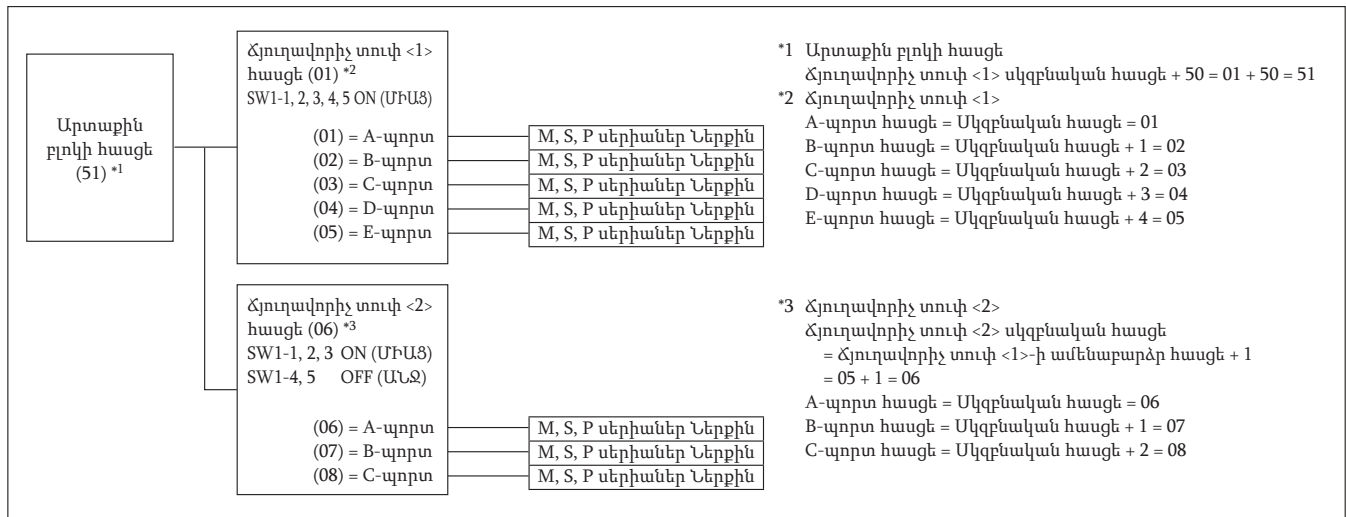 Արտաքին
բլոկի հասցե
(51) *1
Ճյուղավորիչ տուփ <1>
հասցե (01) *2
SW1-1, 2, 3, 4, 5 ON (ՄԻԱՑ)
(01) = A-պորտ
(02) = B-պորտ
(03) = C-պորտ
(04) = D-պորտ
(05) = E-պորտ
M, S, P սերիաներ Ներքին
M, S, P սերիաներ Ներքին
M, S, P սերիաներ Ներքին
M, S, P սերիաներ Ներքին
M, S, P սերիաներ Ներքին
*1 Արտաքին բլոկի հասցե
Ճյուղավորիչ տուփ <1> սկզբնական հասցե + 50 = 01 + 50 = 51
*2 Ճյուղավորիչ տուփ <1>
A-պորտ հասցե = Սկզբնական հասցե = 01
B-պորտ հասցե = Սկզբնական հասցե + 1 = 02
C-պորտ հասցե = Սկզբնական հասցե + 2 = 03
D-պորտ հասցե = Սկզբնական հասցե + 3 = 04
E-պորտ հասցե = Սկզբնական հասցե + 4 = 05
Ճյուղավորիչ տուփ <2>
հասցե (06) *3
SW1-1, 2, 3 ON (ՄԻԱՑ)
SW1-4, 5 OFF (ԱՆՋ)
(06) = A-պորտ
(07) = B-պորտ
(08) = C-պորտ
M, S, P սերիաներ Ներքին
M, S, P սերիաներ Ներքին
M, S, P սերիաներ Ներքին
*3 Ճյուղավորիչ տուփ <2>
Ճյուղավորիչ տուփ <2> սկզբնական հասցե
= Ճյուղավորիչ տուփ <1>-ի ամենաբարձր հասցե + 1
= 05 + 1 = 06
A-պորտ հասցե = Սկզբնական հասցե = 06
B-պորտ հասցե = Սկզբնական հասցե + 1 = 07
C-պորտ հասցե = Սկզբնական հասցե + 2 = 08